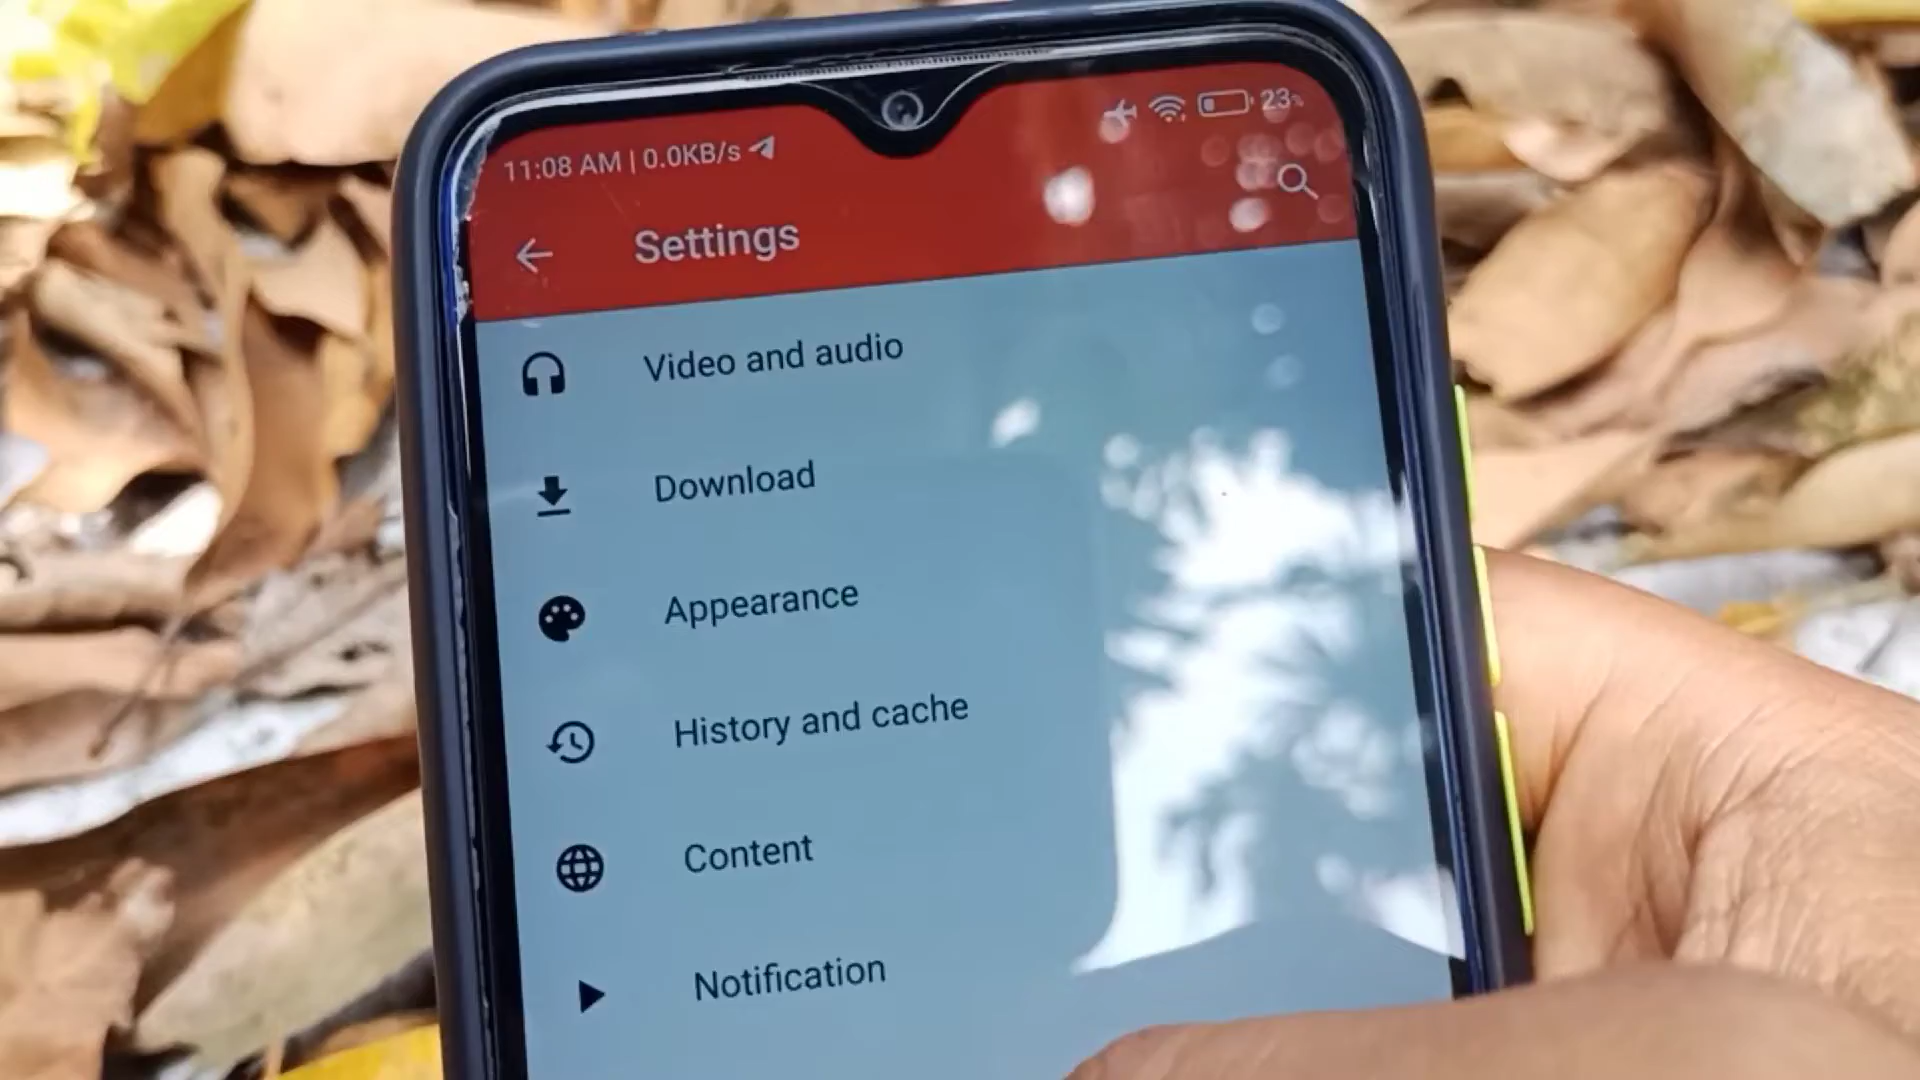 11:08 AM | 0.0KB/s 23%
Settings
Video and audio
Download
Appearance
History and cache
Content
Notification